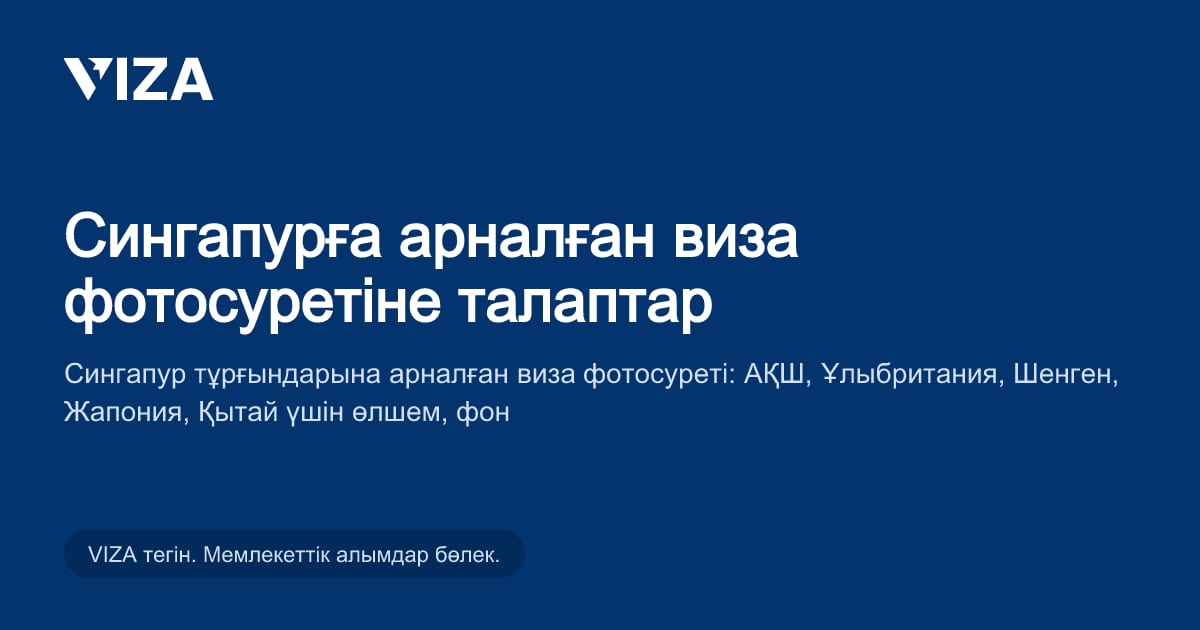 VIZA
Сингапурға арналған виза
фотосуретіне талаптар
Сингапур тұрғындарына арналған виза фотосуреті: АҚШ, Ұлыбритания, Шенген,
Жапония, Қытай үшін өлшем, фон
VIZA тегін. Мемлекеттік алымдар бөлек.